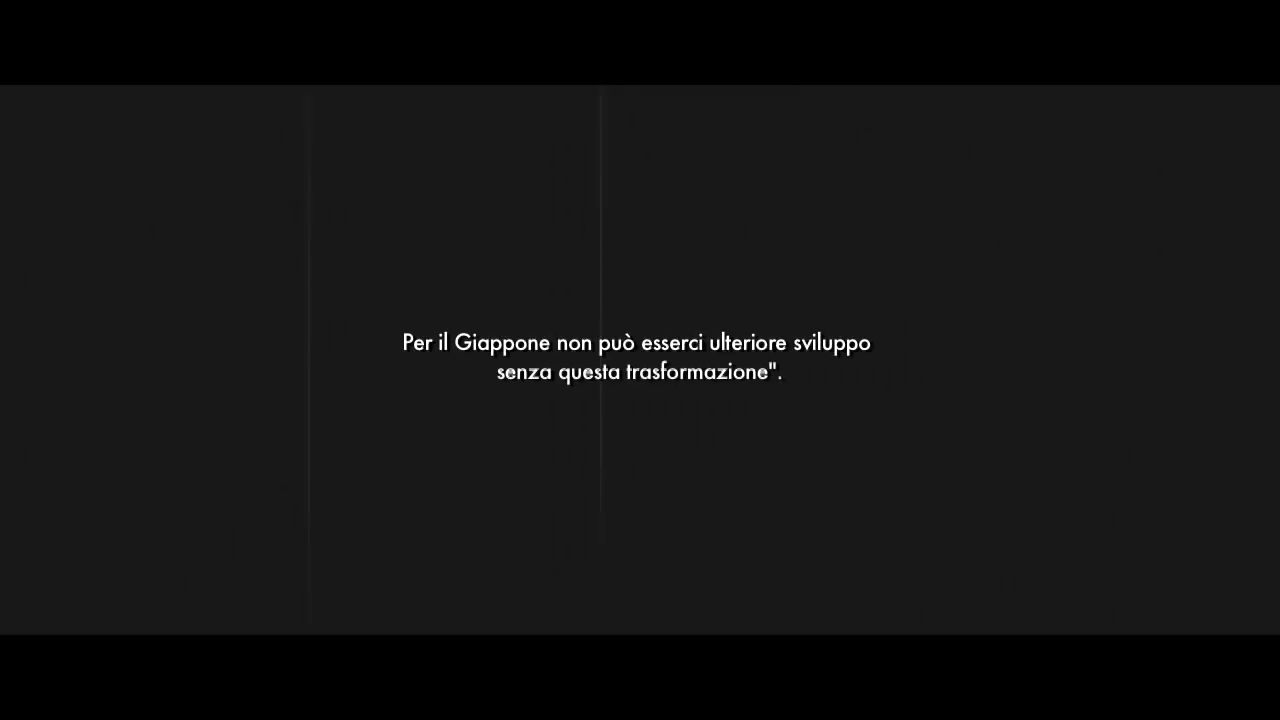 Per il Giappone non può esserci ulteriore sviluppo
senza questa trasformazione".